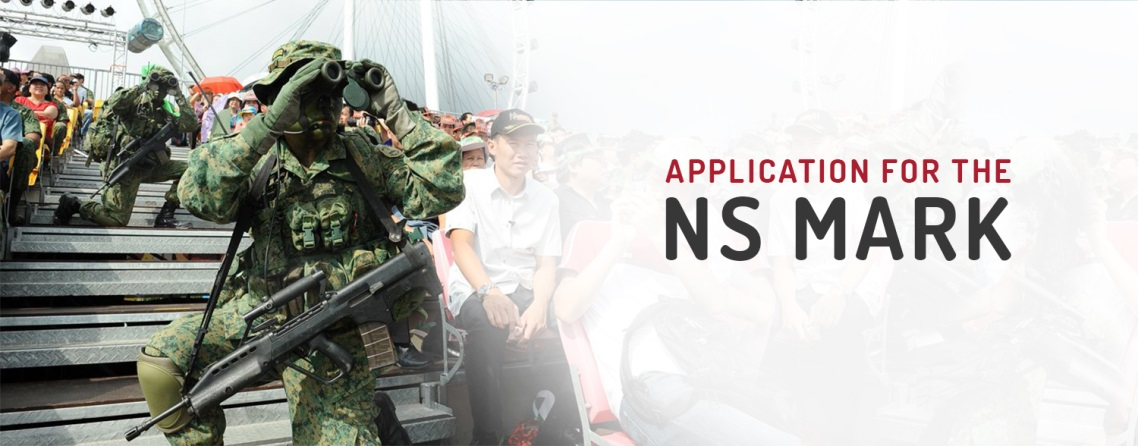 APPLICATION FOR THE
NS MARK